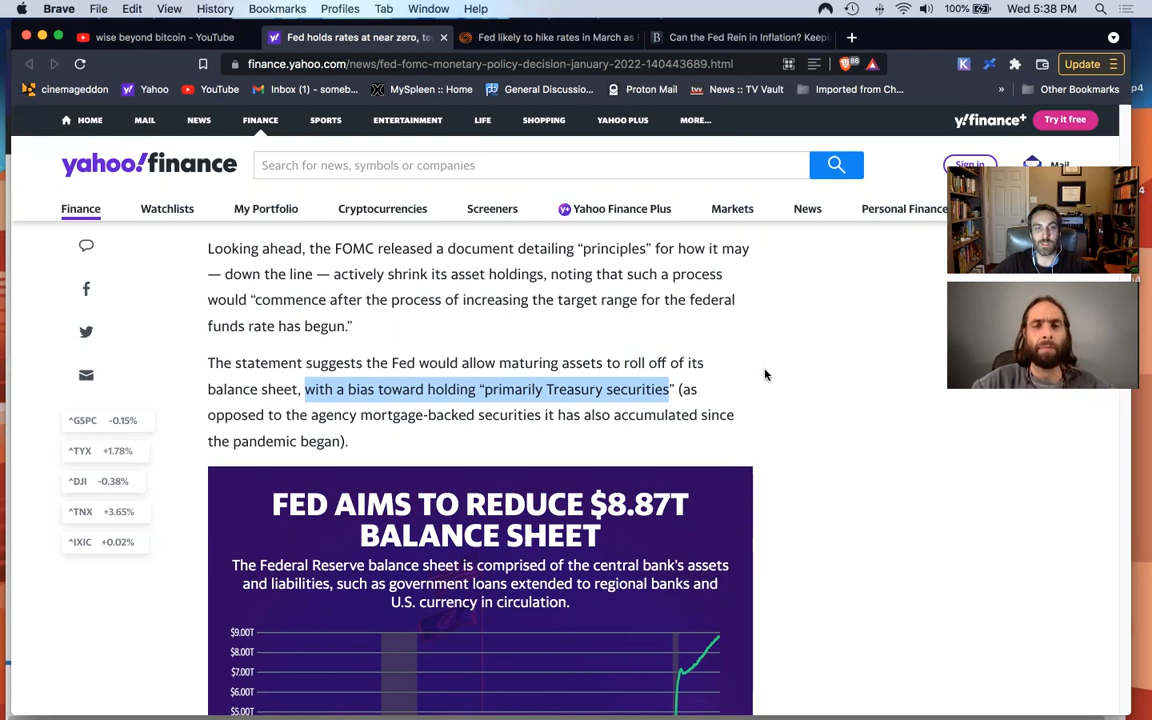 Brave File Edit View History Bookmarks Profiles Tab Window Help 100% Wed 5:38 PM
wise beyond bitcoin - YouTube
Fed holds rates at near zero, te
Fed likely to hike rates in March as
Can the Fed Rein in Inflation? Keepi
finance.yahoo.com/news/fed-fomc-monetary-policy-decision-january-2022-140443689.html
86
Update
cinemageddon Yahoo YouTube Inbox (1) - someb... MySpleen :: Home General Discussio... Proton Mail News :: TV Vault Imported from Ch... » Other Bookmarks
p4
HOME MAIL NEWS FINANCE SPORTS ENTERTAINMENT LIFE SHOPPING YAHOO PLUS MORE... y!finance+ Try it free
yahoo!finance
Search for news, symbols or companies
Sign in
Mail
Finance Watchlists My Portfolio Cryptocurrencies Screeners Yahoo Finance Plus Markets News Personal Finance
Looking ahead, the FOMC released a document detailing “principles” for how it may
— down the line — actively shrink its asset holdings, noting that such a process
would “commence after the process of increasing the target range for the federal
funds rate has begun.”
The statement suggests the Fed would allow maturing assets to roll off of its
balance sheet, with a bias toward holding “primarily Treasury securities” (as
opposed to the agency mortgage-backed securities it has also accumulated since
the pandemic began).
^GSPC -0.15%
^TYX +1.78%
^DJI -0.38%
^TNX +3.65%
^IXIC +0.02%
FED AIMS TO REDUCE $8.87T
BALANCE SHEET
The Federal Reserve balance sheet is comprised of the central bank's assets
and liabilities, such as government loans extended to regional banks and
U.S. currency in circulation.
$9.00T
$8.00T
$7.00T
$6.00T
$5.00T